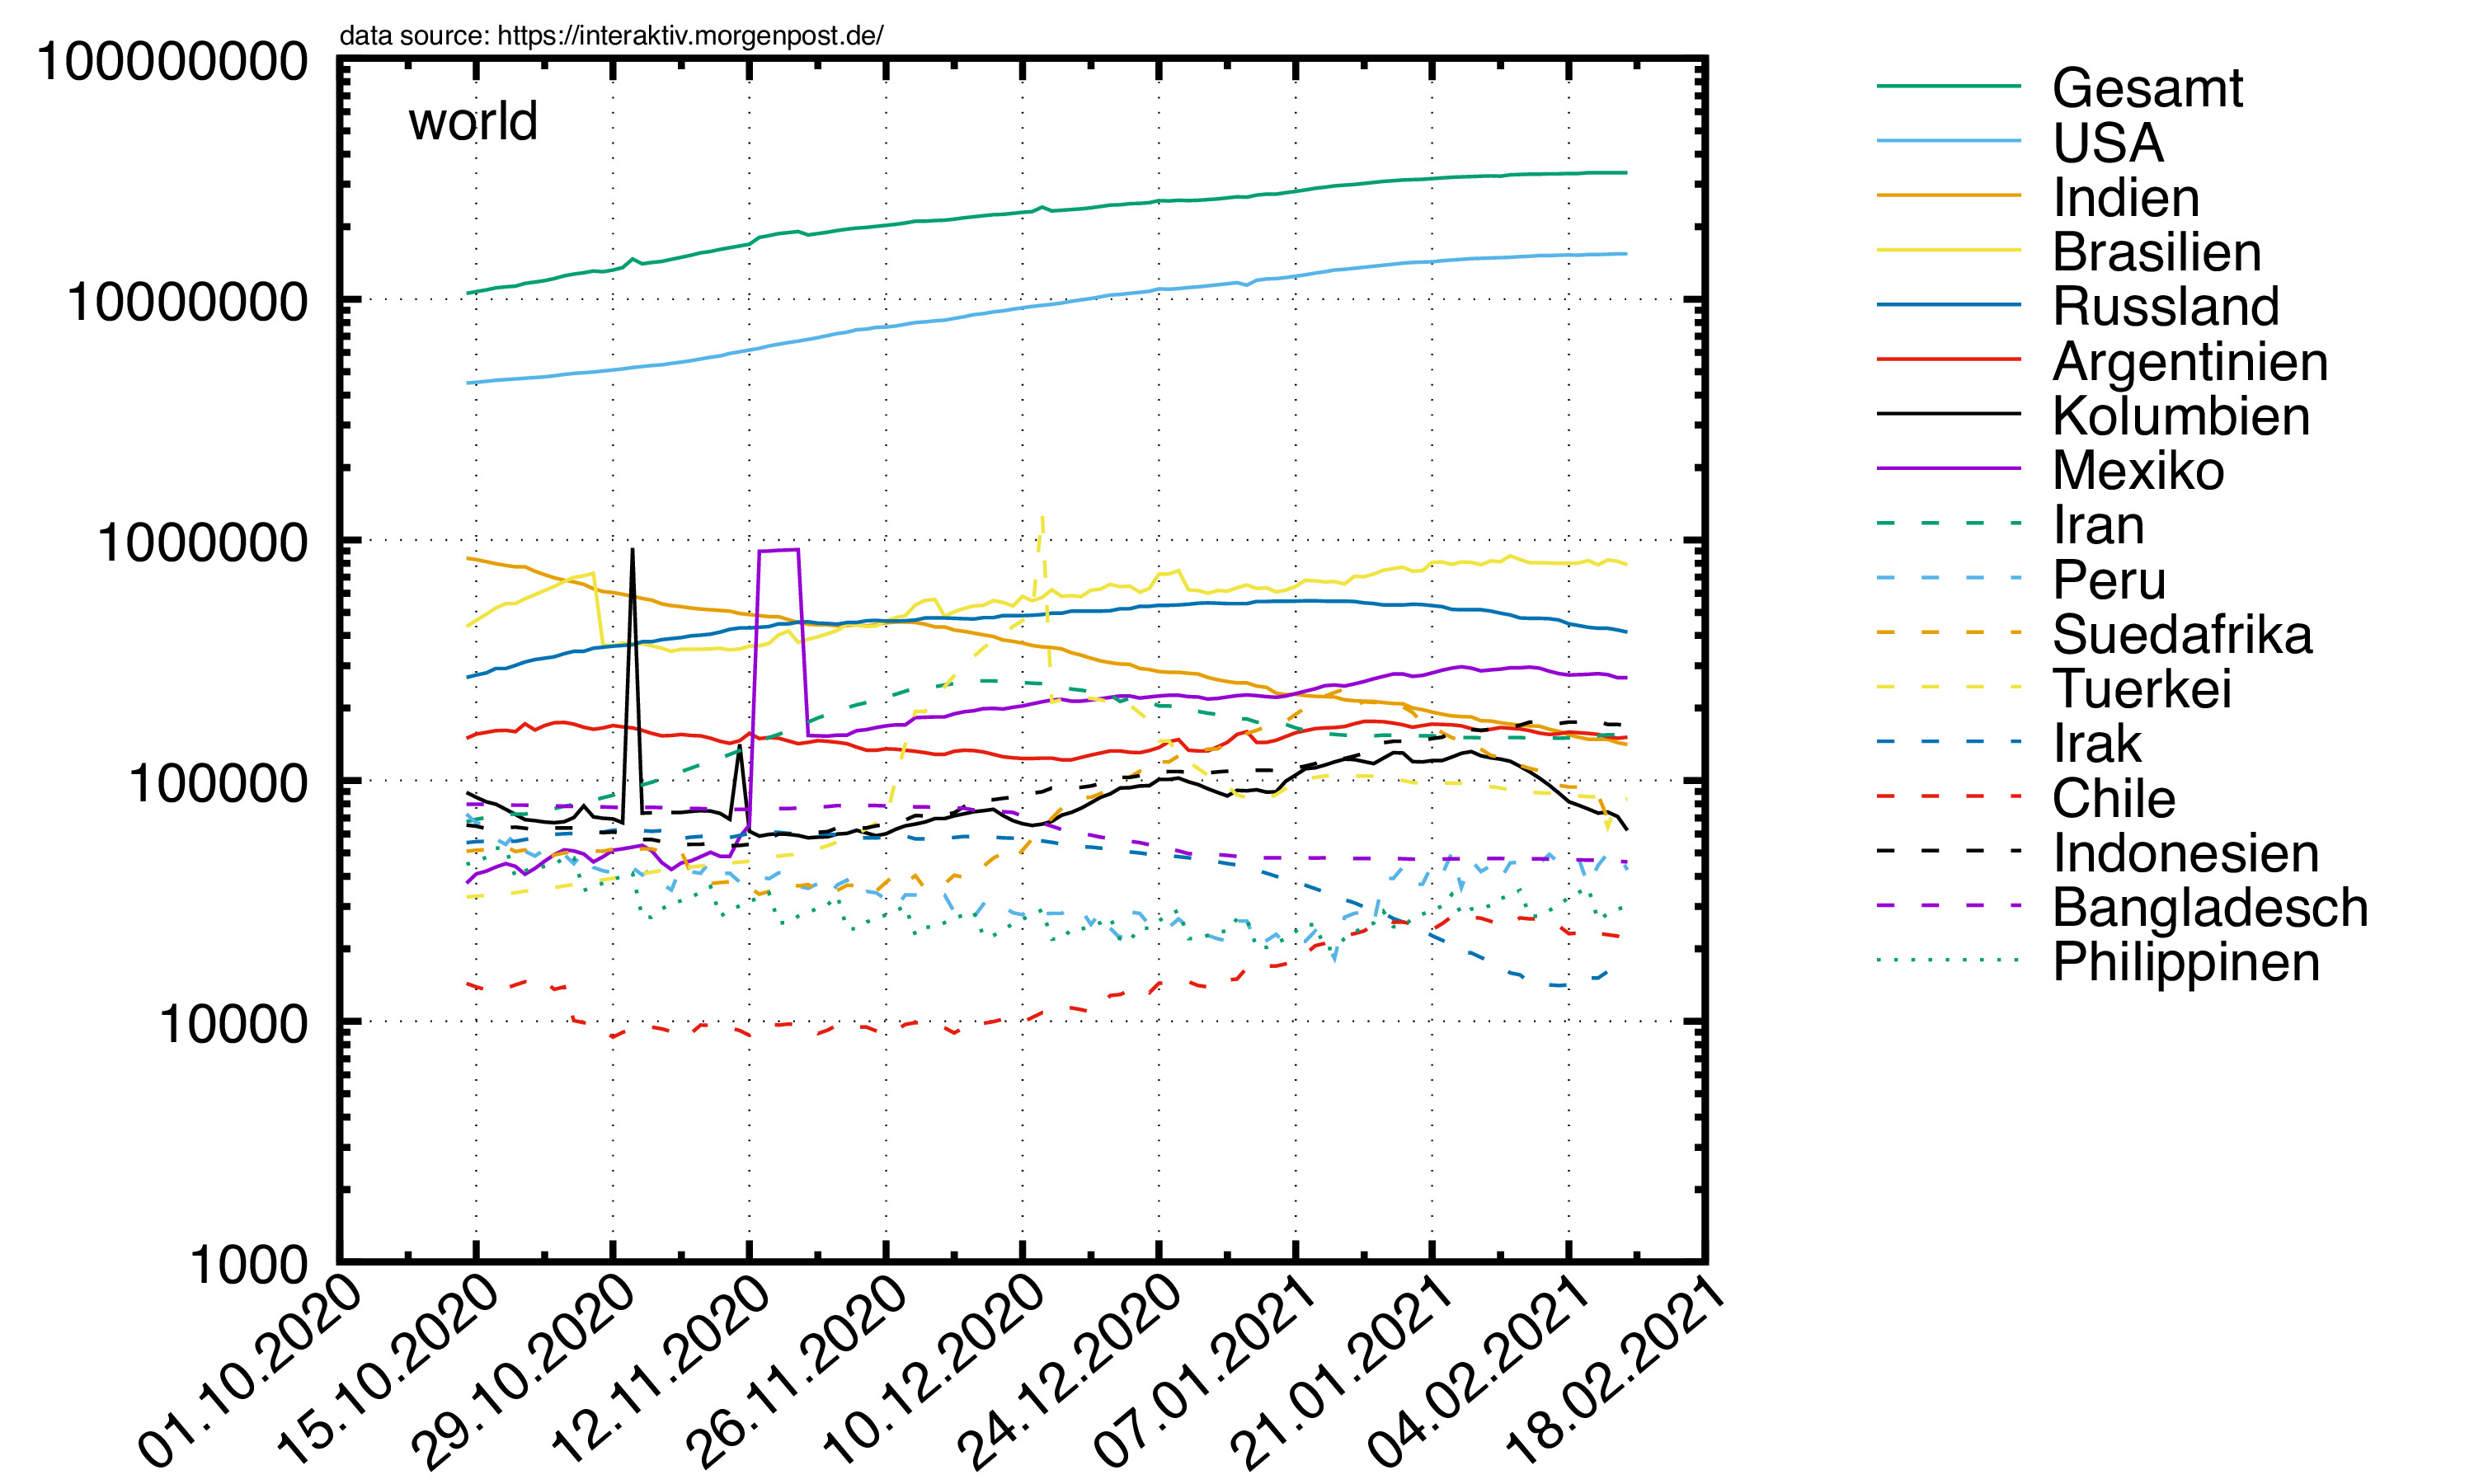 data source: https://interaktiv.morgenpost.de/
100000000
world
10000000
1000000
100000
10000
1000
01.10.2020
15.10.2020
29.10.2020
12.11.2020
26.11.2020
10.12.2020
24.12.2020
07.01.2021
21.01.2021
04.02.2021
18.02.2021
Gesamt
USA
Indien
Brasilien
Russland
Argentinien
Kolumbien
Mexiko
Iran
Peru
Suedafrika
Tuerkei
Irak
Chile
Indonesien
Bangladesch
Philippinen